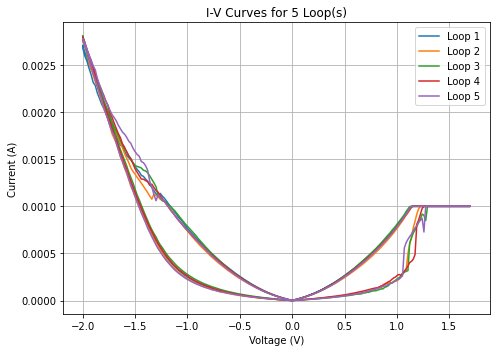 I-V Curves for 5 Loop(s)
Loop 1
Loop 2
Loop 3
Loop 4
Loop 5
Current (A)
0.0025
0.0020
0.0015
0.0010
0.0005
0.0000
-2.0 -1.5 -1.0 -0.5 0.0 0.5 1.0 1.5
Voltage (V)